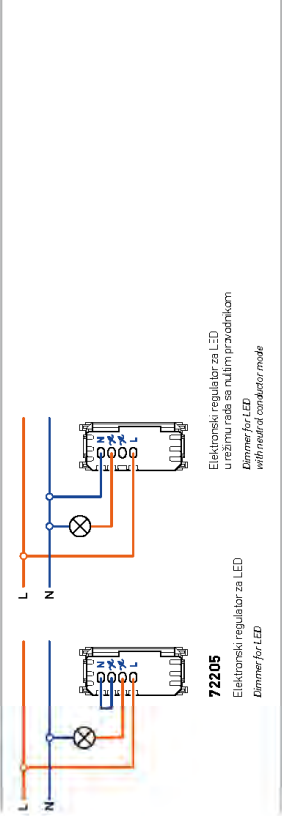 L
N
N
L
72205
Elektronski regulator za LED
Dimmer for LED
L
N
N
L
Elektronski regulator za LED
u režimu rada sa nultim provodnikom
Dimmer for LED
with neutral conductor mode